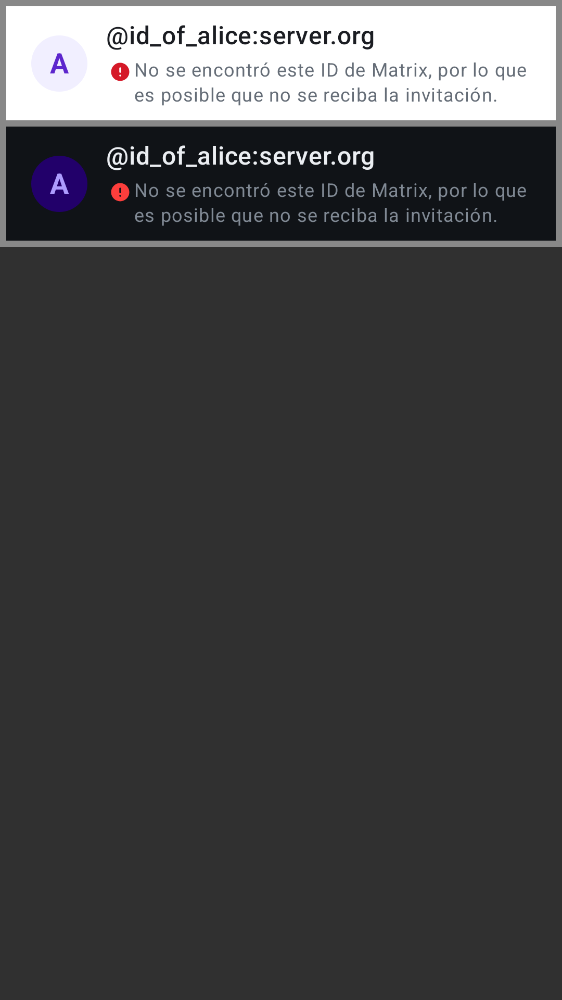 A
@id_of_alice:server.org
No se encontró este ID de Matrix, por lo que
es posible que no se reciba la invitación.
A
@id_of_alice:server.org
No se encontró este ID de Matrix, por lo que
es posible que no se reciba la invitación.